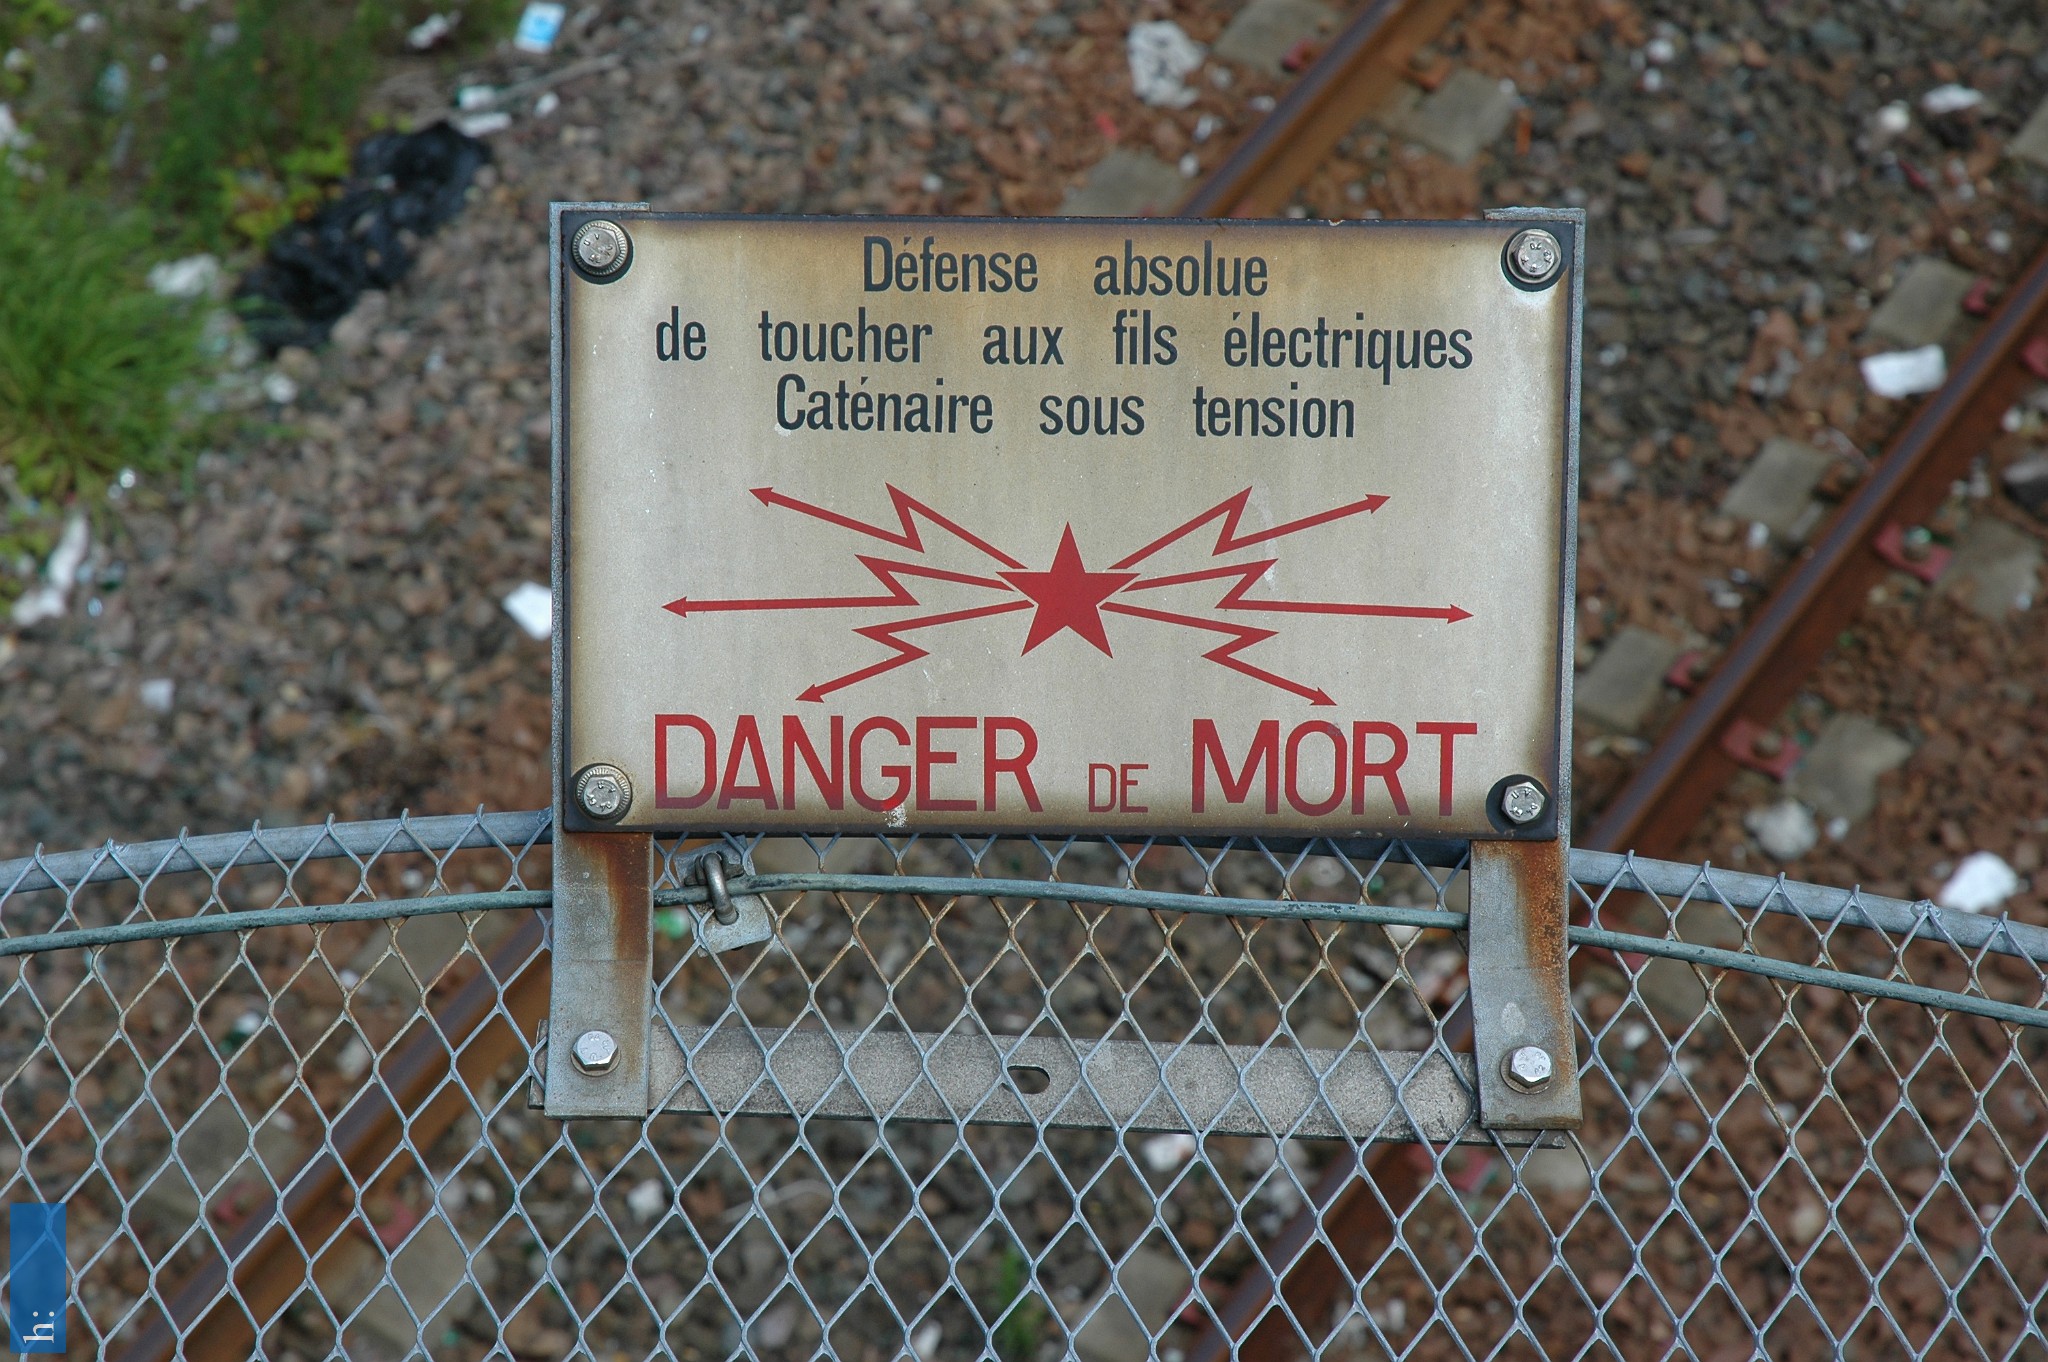 Défense absolue
de toucher aux fils électriques
Caténaire sous tension
DANGER DE MORT
h: